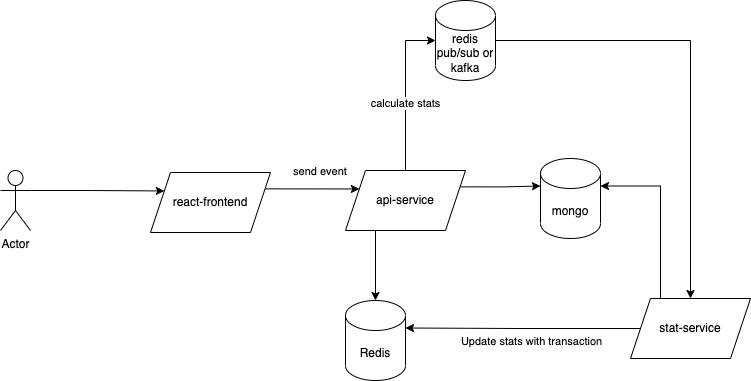 redis
pub/sub or
kafka
calculate stats
send event
react-frontend
api-service
mongo
Actor
stat-service
Update stats with transaction
Redis